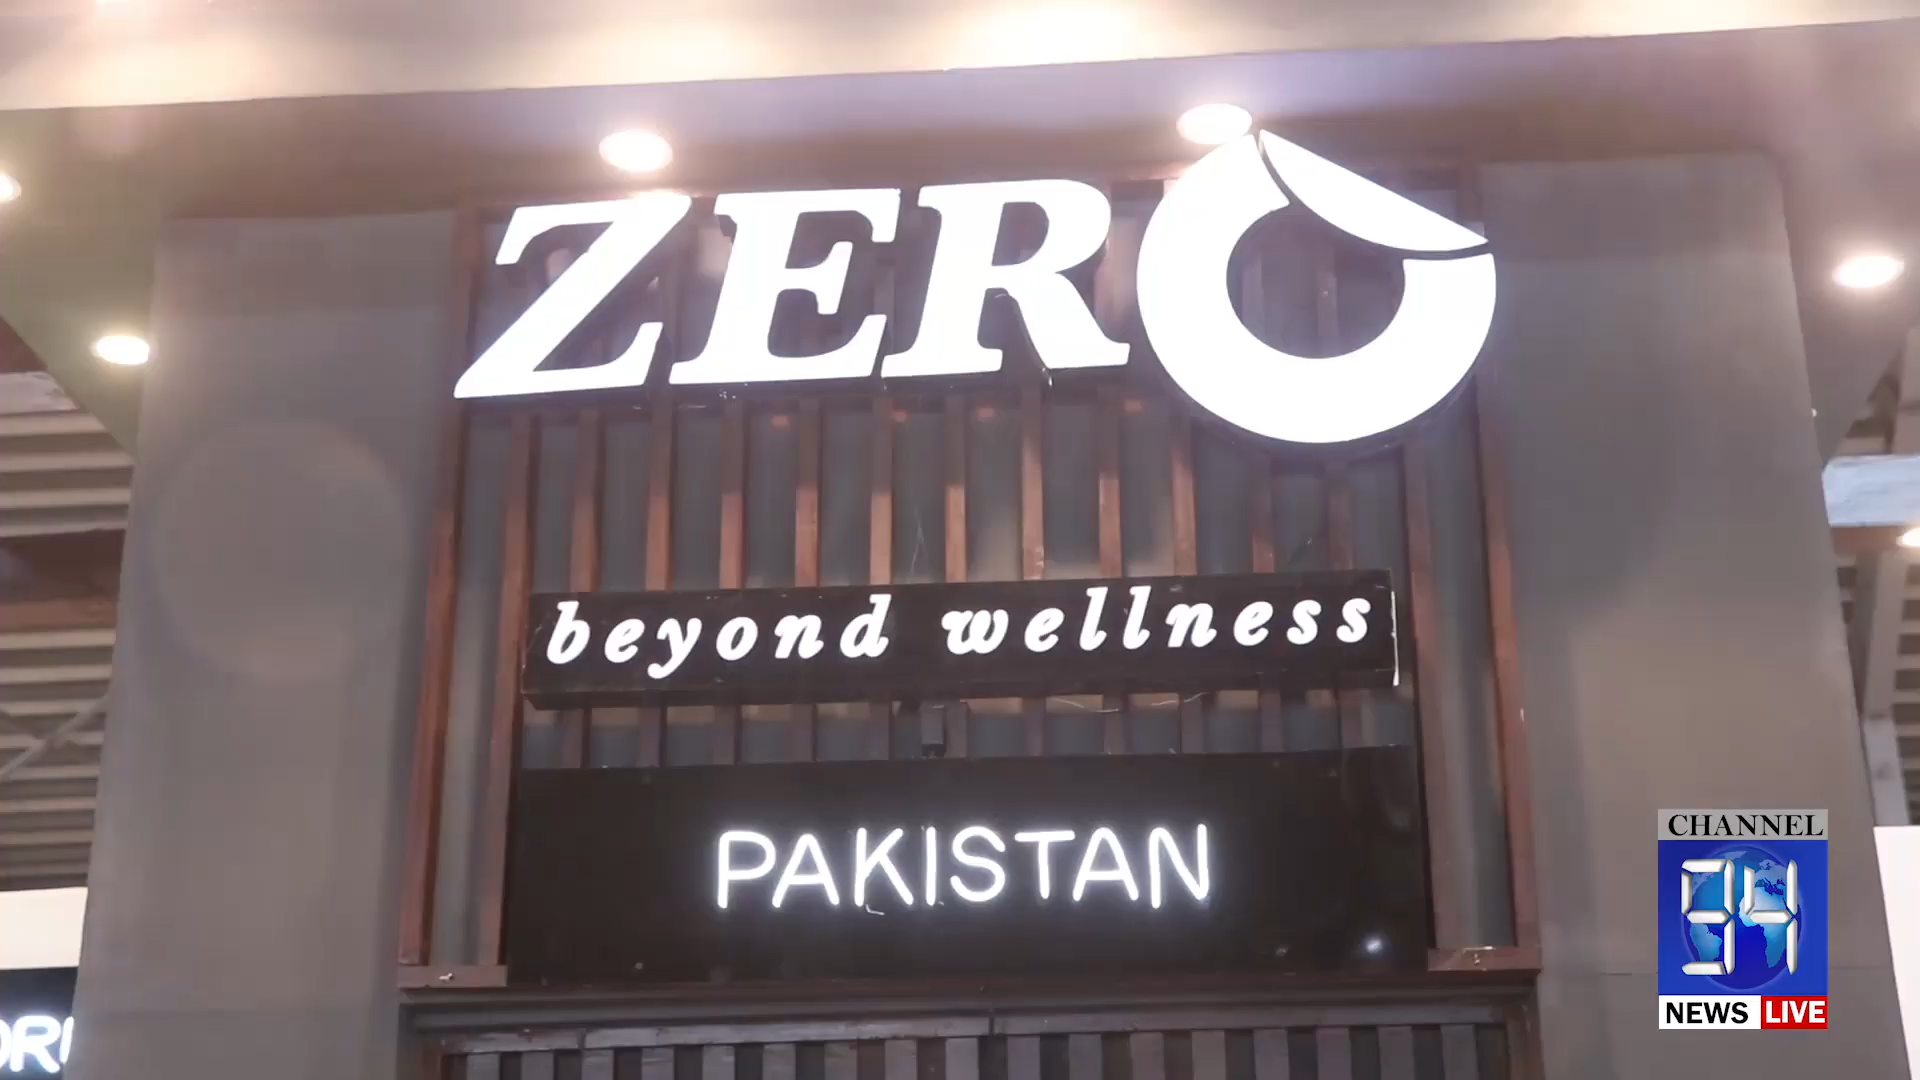 ZERO
beyond wellness
PAKISTAN
CHANNEL
94
NEWS LIVE